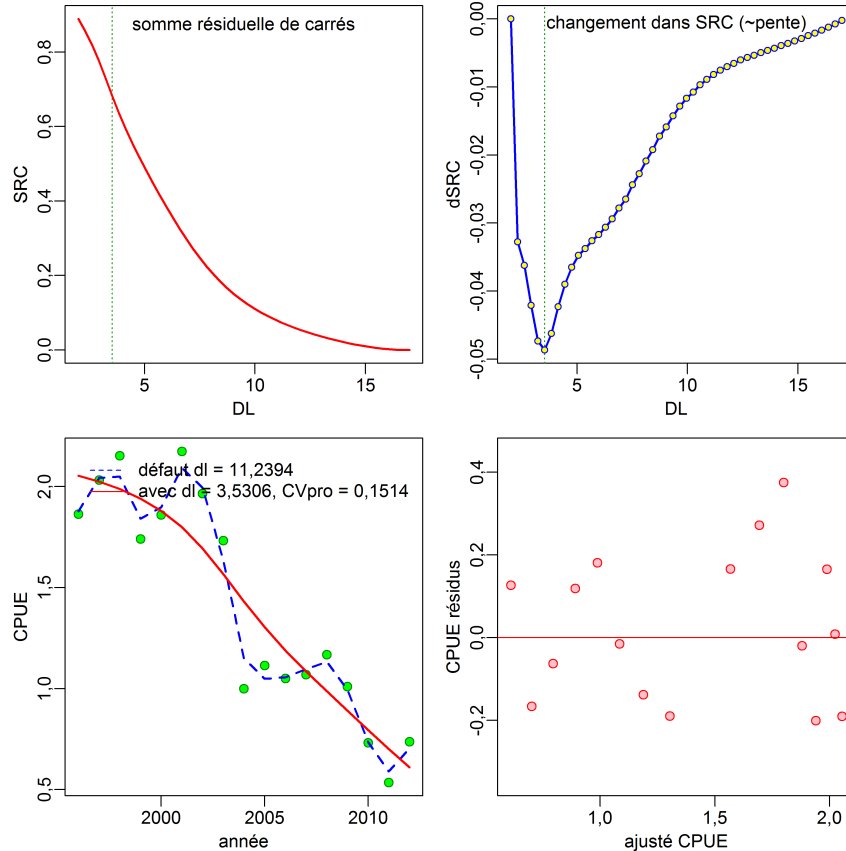 somme résiduelle de carrés
SRC
0,0
0,2
0,4
0,6
0,8
5
10
15
DL
changement dans SRC (~pente)
dSRC
0,00
-0,01
-0,02
-0,03
-0,04
-0,05
5
10
15
DL
défaut dl = 11,2394
avec dl = 3,5306, CVpro = 0,1514
CPUE
0,5
1,0
1,5
2,0
2000
2005
2010
année
CPUE résidus
-0,2
0,0
0,2
0,4
1,0
1,5
2,0
ajusté CPUE